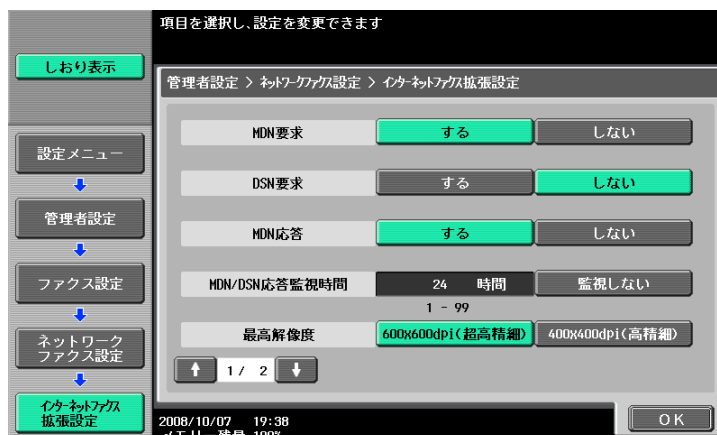 項目を選択し、設定を変更できます
しおり表示
管理者設定 > ネットワークファクス設定 > インターネットファクス拡張設定
設定メニュー
管理者設定
ファクス設定
ネットワーク
ファクス設定
インターネットファクス
拡張設定
MDN要求 する しない
DSN要求 する しない
MDN応答 する しない
MDN/DSN応答監視時間 24 時間 監視しない
1 - 99
最高解像度 600x600dpi(超高精細) 400x400dpi(高精細)
1/ 2
2008/10/07 19:38
メモリー残量 100%
OK